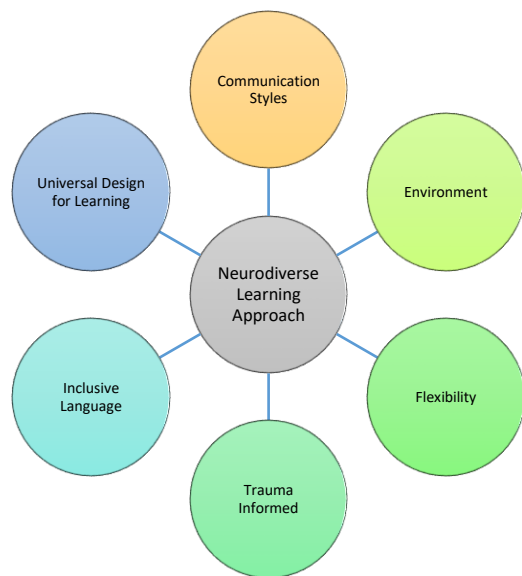 Communication
Styles
Universal Design
for Learning
Environment
Neurodiverse
Learning
Approach
Inclusive
Language
Flexibility
Trauma
Informed